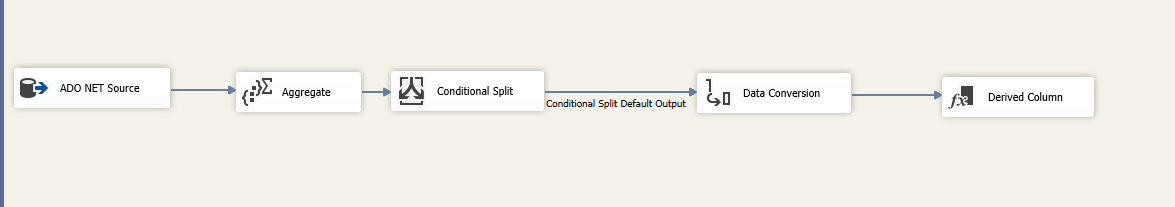 ADO NET Source
Aggregate
Conditional Split
Conditional Split Default Output
Data Conversion
Derived Column